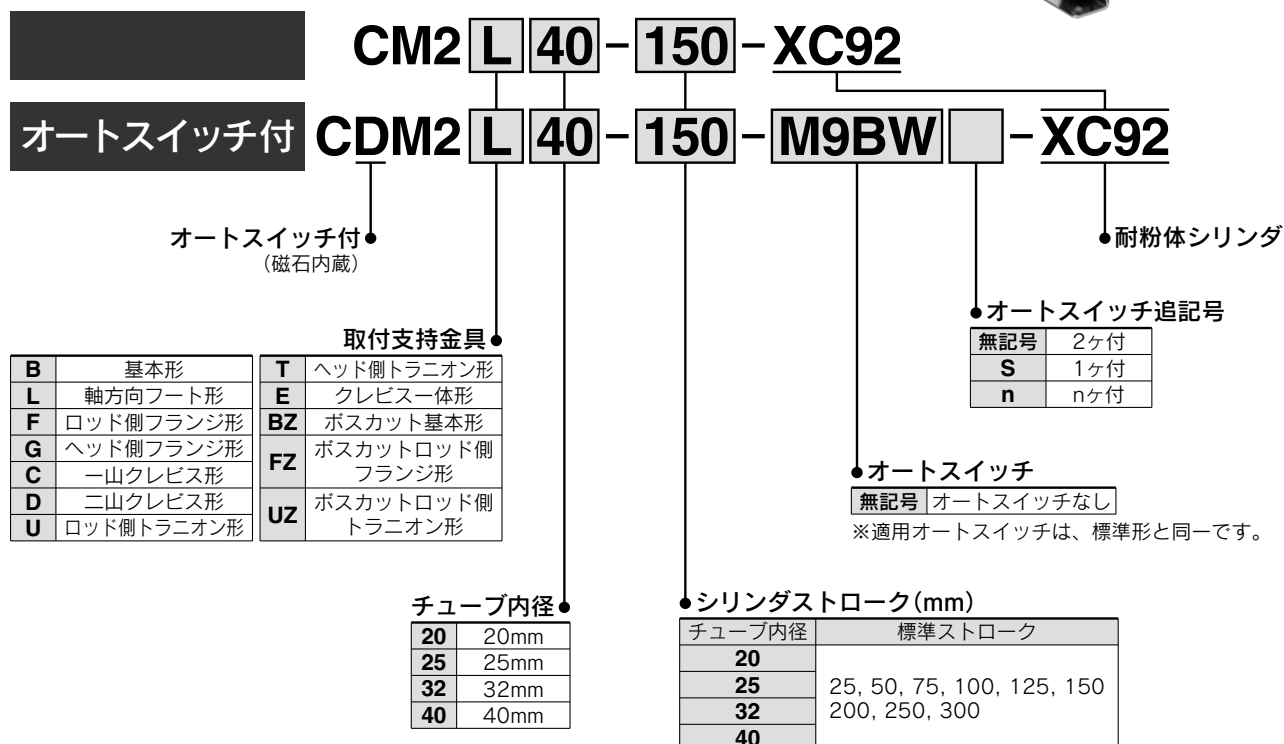 CM2 L 40-150-XC92
オートスイッチ付 CDM2 L 40-150-M9BW □-XC92
オートスイッチ付
（磁石内蔵）
耐粉体シリンダ
オートスイッチ追記号
無記号 2ヶ付
S 1ヶ付
n nヶ付
取付支持金具
B 基本形
L 軸方向フート形
F ロッド側フランジ形
G ヘッド側フランジ形
C 一山クレビス形
D 二山クレビス形
U ロッド側トラニオン形
T ヘッド側トラニオン形
E クレビス一体形
BZ ボスカット基本形
FZ ボスカットロッド側
フランジ形
UZ ボスカットロッド側
トラニオン形
オートスイッチ
無記号 オートスイッチなし
※適用オートスイッチは、標準形と同一です。
チューブ内径
20 20mm
25 25mm
32 32mm
40 40mm
シリンダストローク(mm)
チューブ内径 標準ストローク
20
25 25, 50, 75, 100, 125, 150
32 200, 250, 300
40